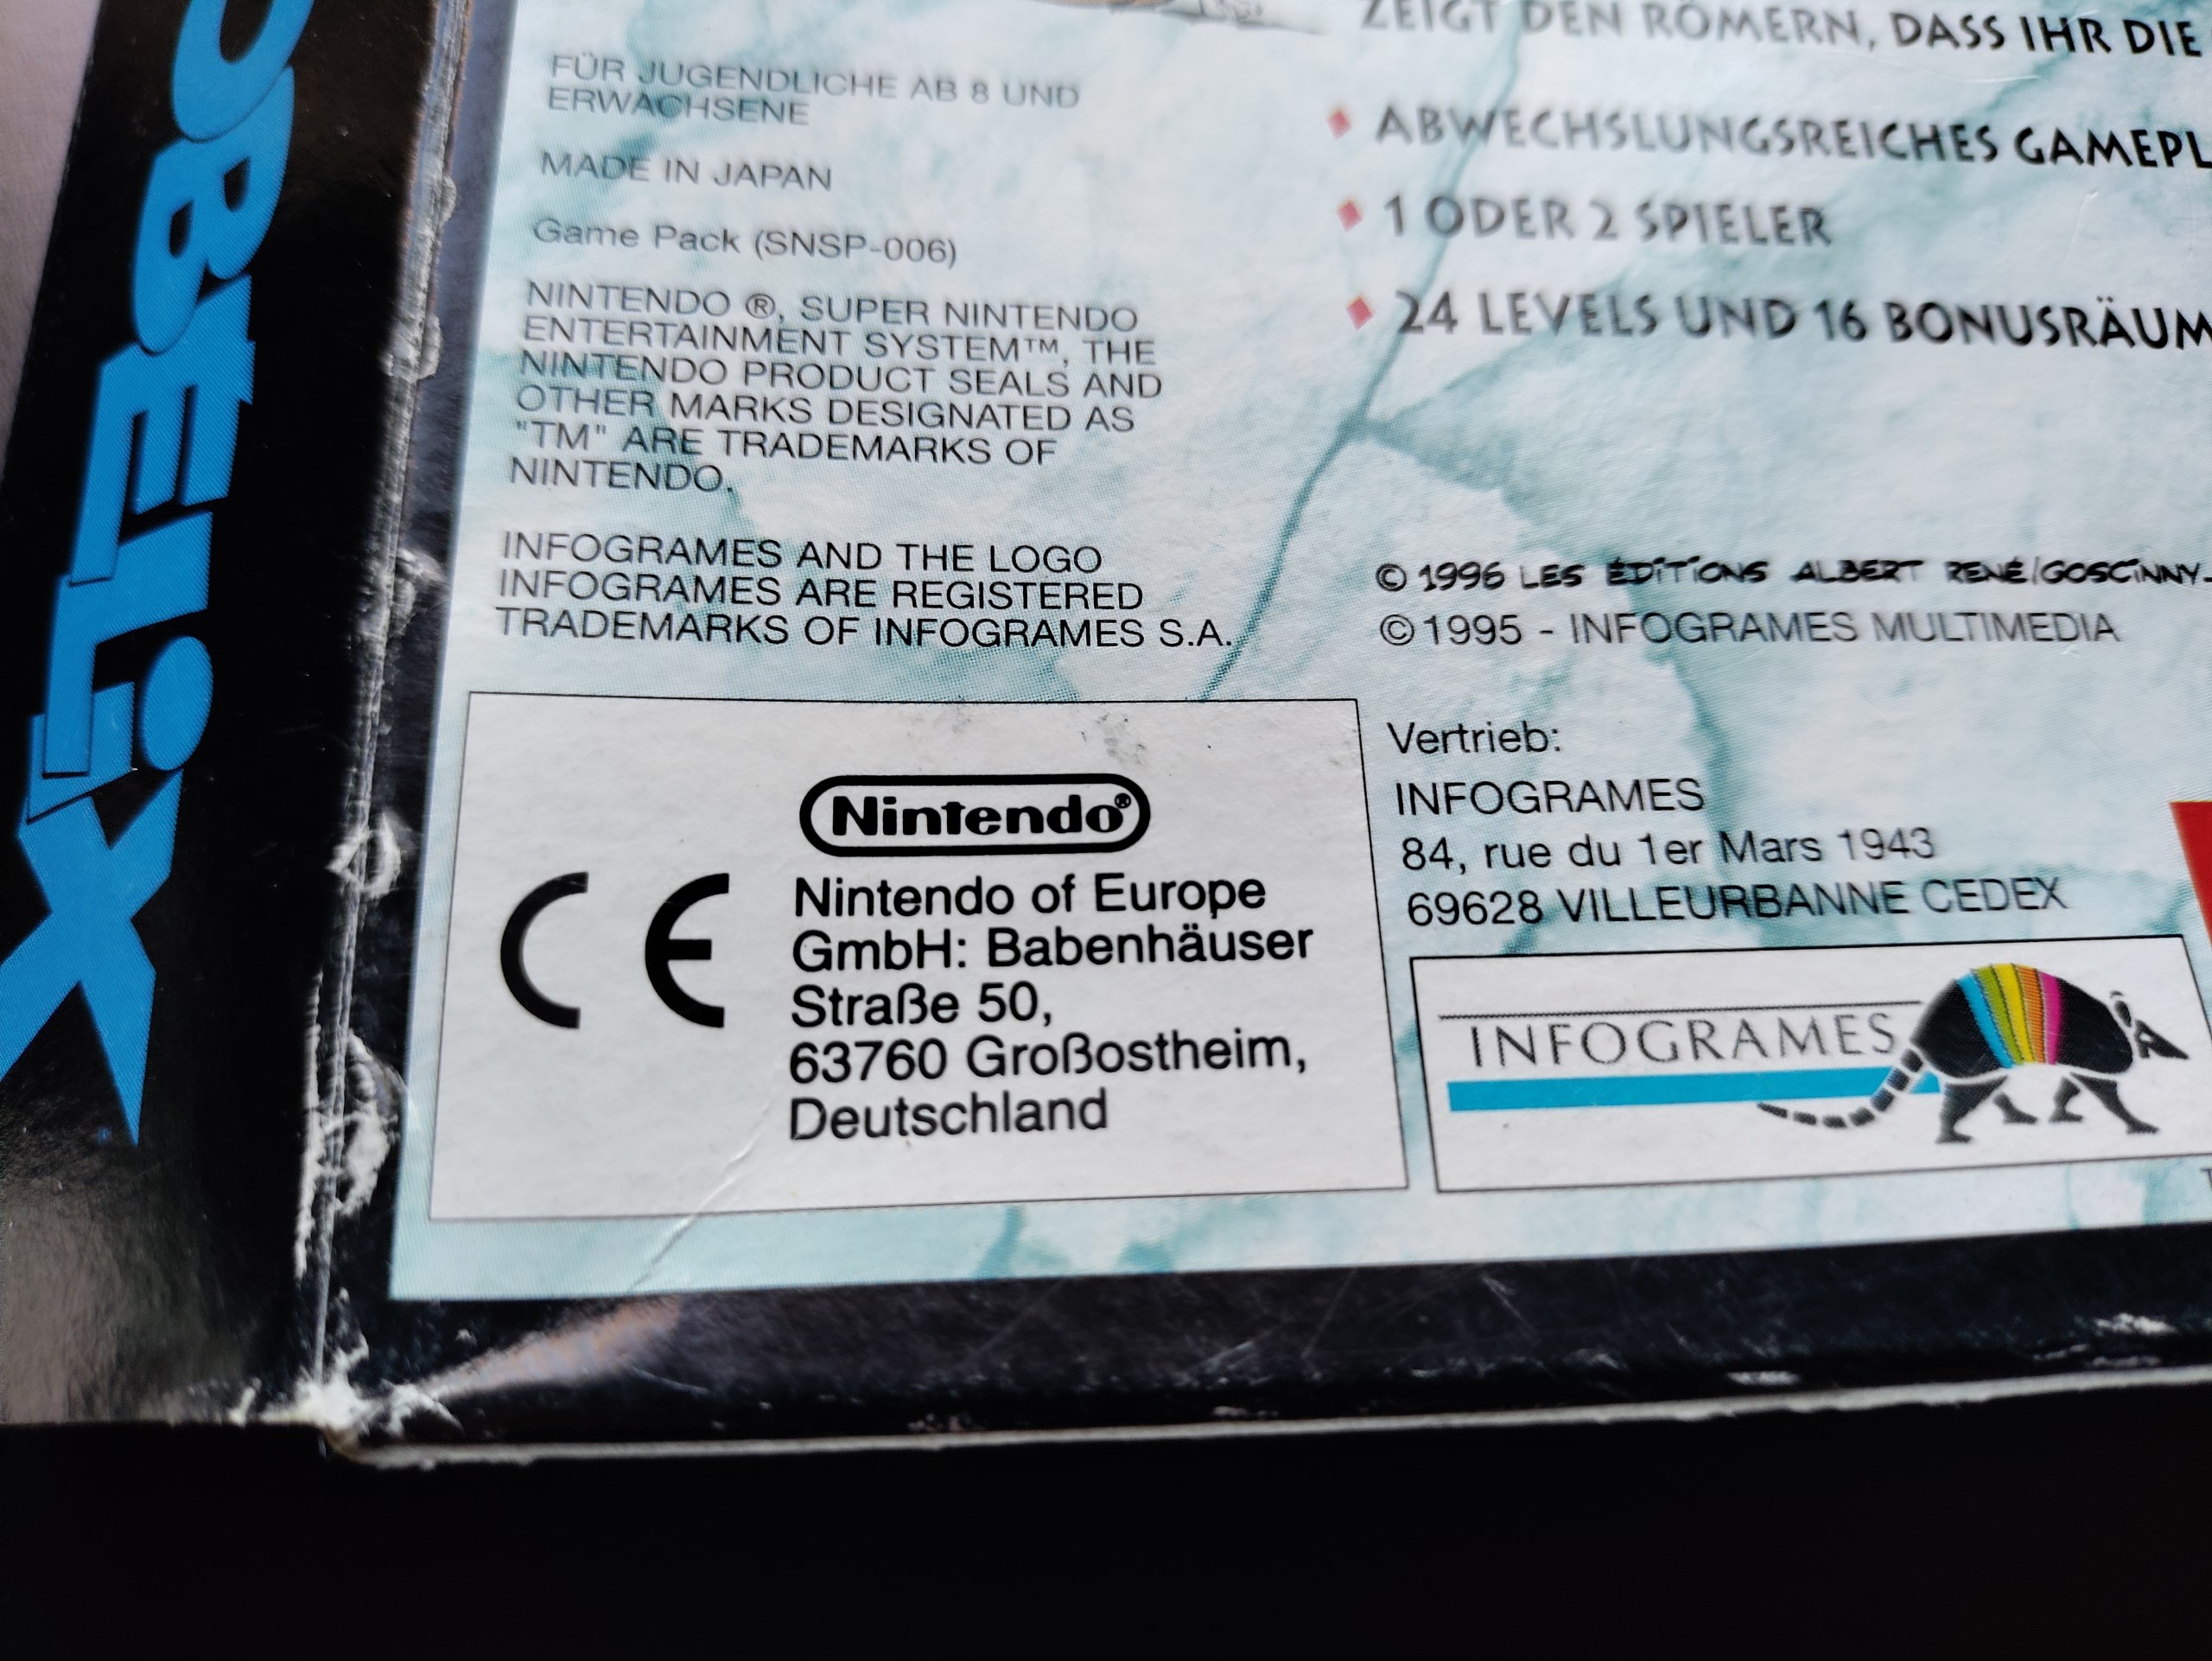 OBELIX
FÜR JUGENDLICHE AB 8 UND
ERWACHSENE
MADE IN JAPAN
Game Pack (SNSP-006)
NINTENDO ®, SUPER NINTENDO
ENTERTAINMENT SYSTEM™, THE
NINTENDO PRODUCT SEALS AND
OTHER MARKS DESIGNATED AS
"TM" ARE TRADEMARKS OF
NINTENDO.
INFOGRAMES AND THE LOGO
INFOGRAMES ARE REGISTERED
TRADEMARKS OF INFOGRAMES S.A.
CE
Nintendo®
Nintendo of Europe
GmbH: Babenhäuser
Straße 50,
63760 Großostheim,
Deutschland
ZEIGT DEN RÖMERN, DASS IHR DIE
ABWECHSLUNGSREICHES GAMEPL
1 ODER 2 SPIELER
24 LEVELS UND 16 BONUSRÄUM
© 1996 LES ÉDITIONS ALBERT RENÉ/GOSCINNY-
© 1995 - INFOGRAMES MULTIMEDIA
Vertrieb:
INFOGRAMES
84, rue du 1er Mars 1943
69628 VILLEURBANNE CEDEX
INFOGRAMES